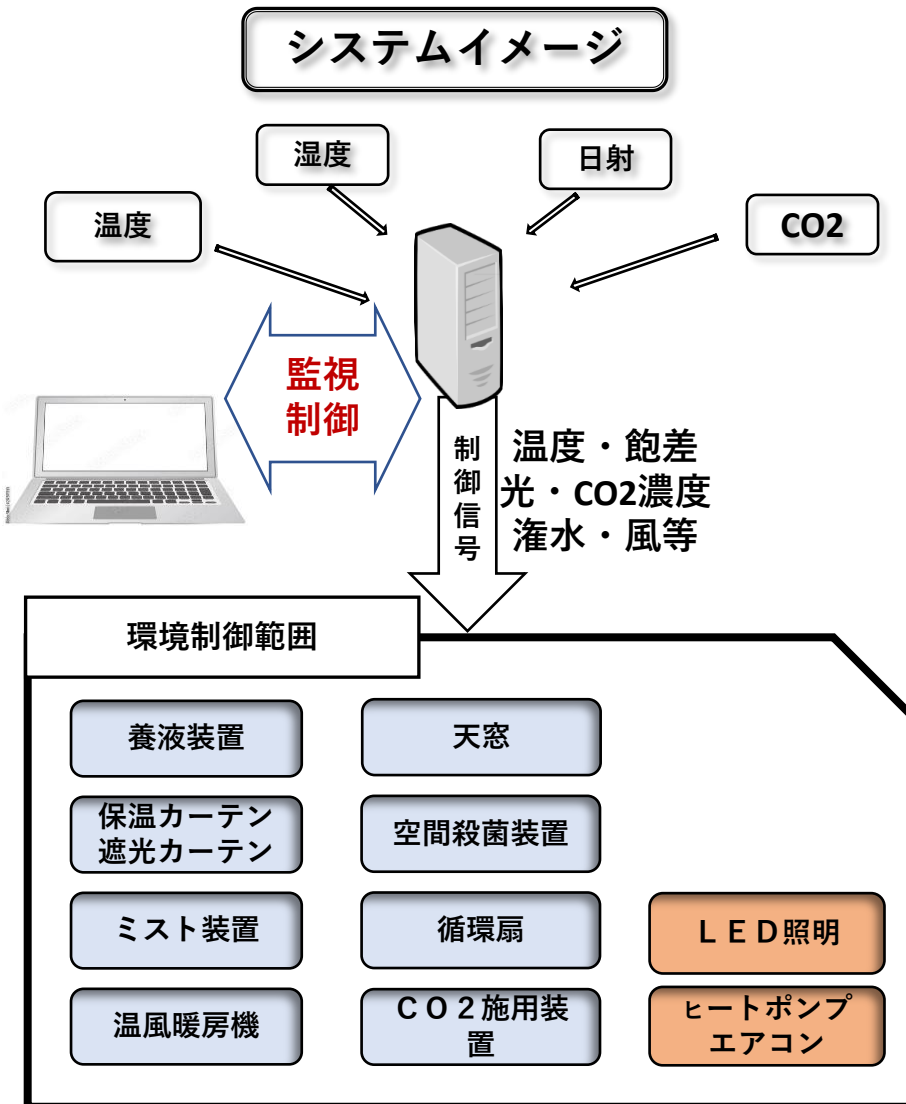 システムイメージ
湿度
日射
温度
CO2
監視
制御
制御信号
温度・飽差
光・CO2濃度
潅水・風等
環境制御範囲
養液装置
天窓
保温カーテン
遮光カーテン
空間殺菌装置
ミスト装置
循環扇
ＬＥＤ照明
温風暖房機
ＣＯ２施用装
置
ヒートポンプ
エアコン